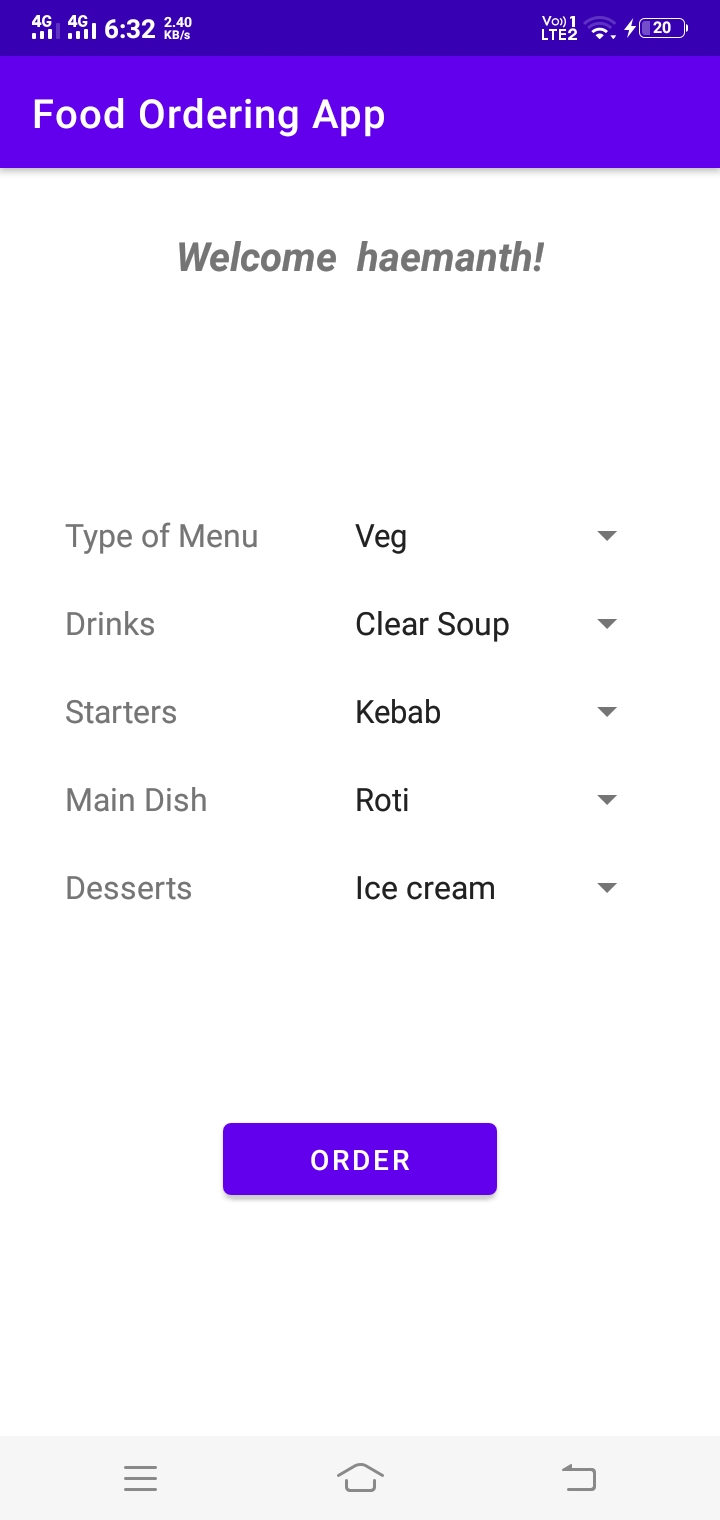 4G 4G 6:32 2.40 KB/s Vo)) 1 LTE2 20
Food Ordering App
Welcome haemanth!
Type of Menu Veg
Drinks Clear Soup
Starters Kebab
Main Dish Roti
Desserts Ice cream
ORDER